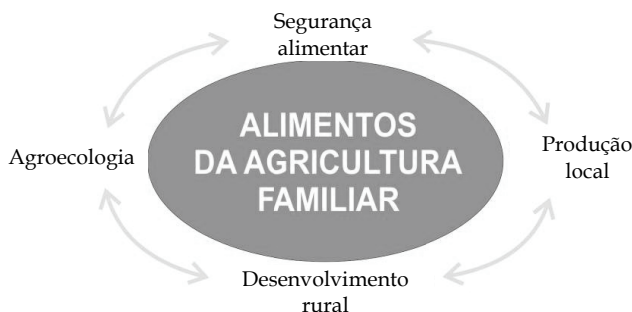 Segurança
alimentar
ALIMENTOS
DA AGRICULTURA
FAMILIAR
Agroecologia
Produção
local
Desenvolvimento
rural